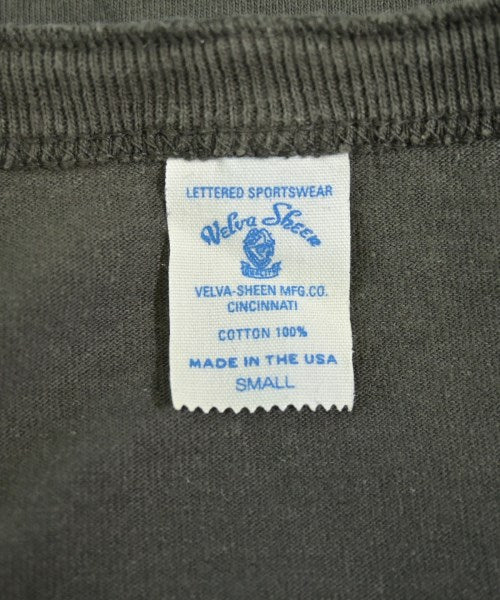 LETTERED SPORTSWEAR
Velva Sheen
VELVA-SHEEN MFG.CO.
CINCINNATI
COTTON 100%
MADE IN THE USA
SMALL